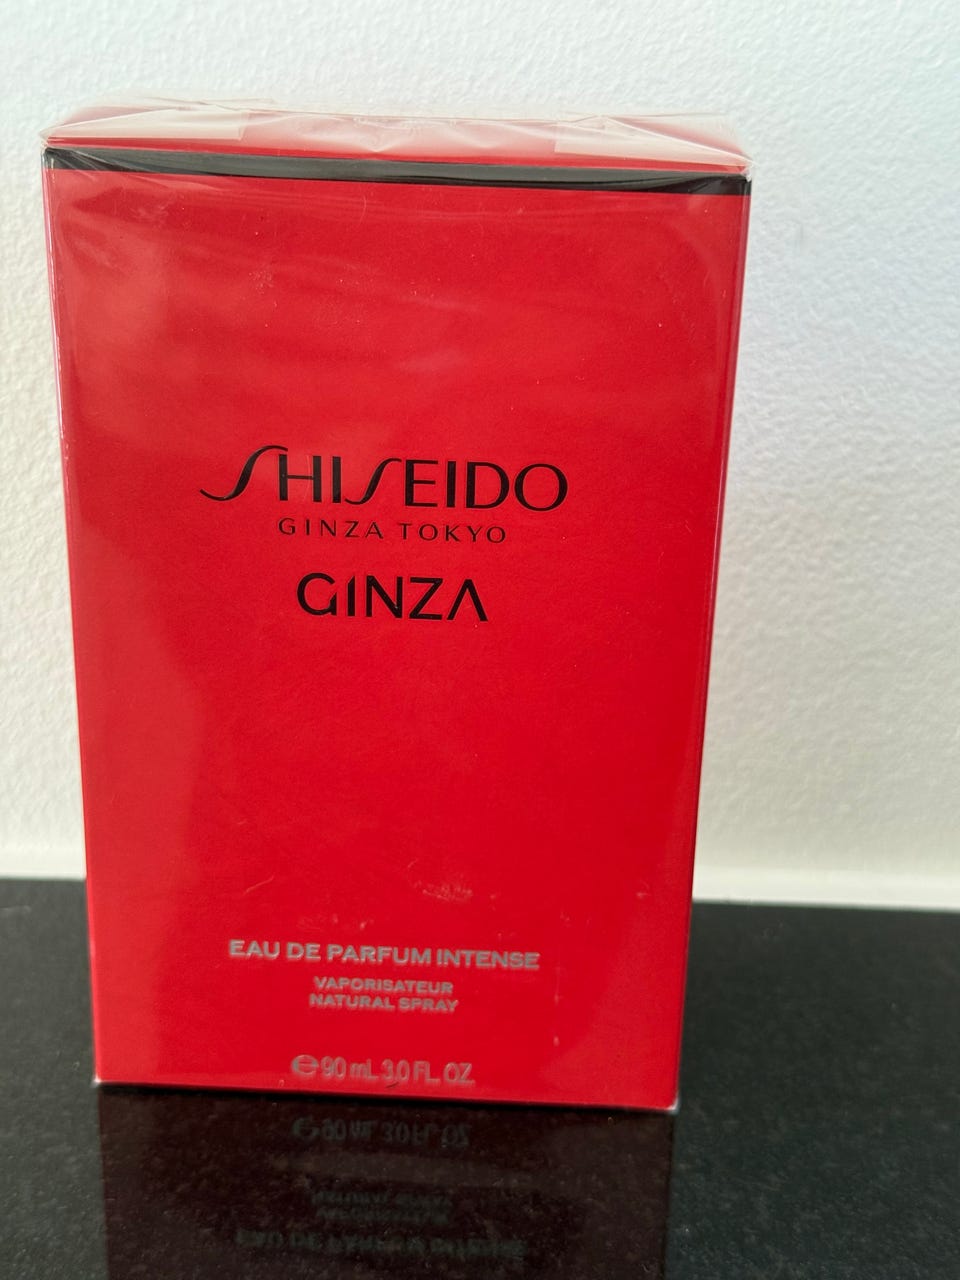 SHISEIDO
GINZA TOKYO
GINZA
EAU DE PARFUM INTENSE
VAPORISATEUR
NATURAL SPRAY
℮ 90 mL 3.0 FL. OZ.